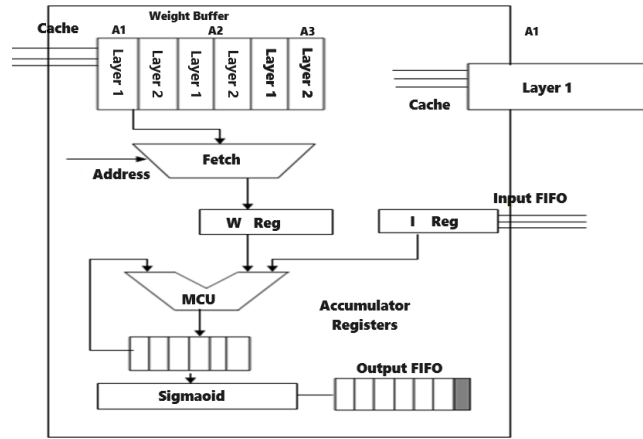 Weight Buffer
Cache A1 A2 A3 A1
Layer 1 Layer 2 Layer 1 Layer 2 Layer 1 Layer 2
Layer 1
Cache
Fetch
Address
Input FIFO
W Reg
I Reg
MCU
Accumulator
Registers
Output FIFO
Sigmaoid